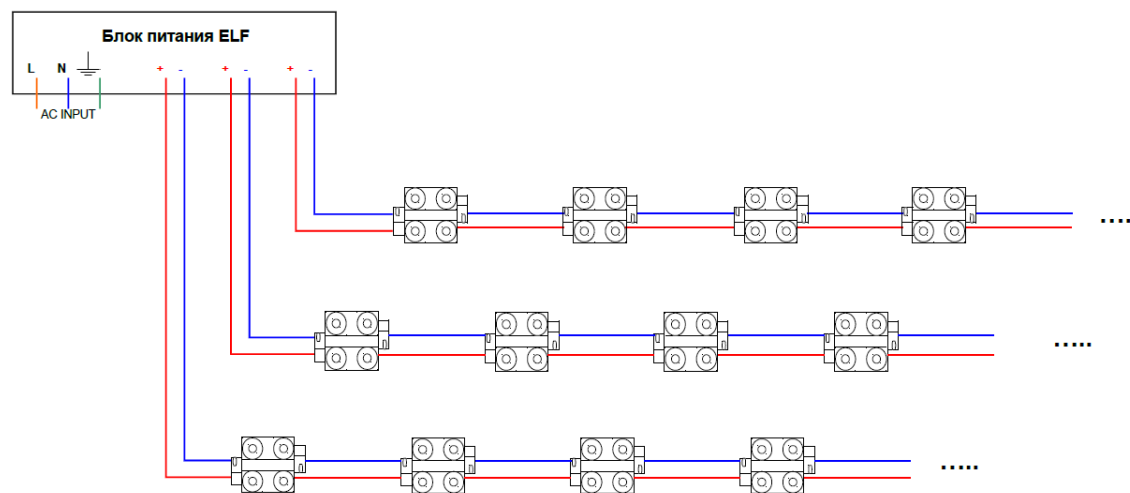 Блок питания ELF
L N + - + - + -
AC INPUT
.....
.....
.....